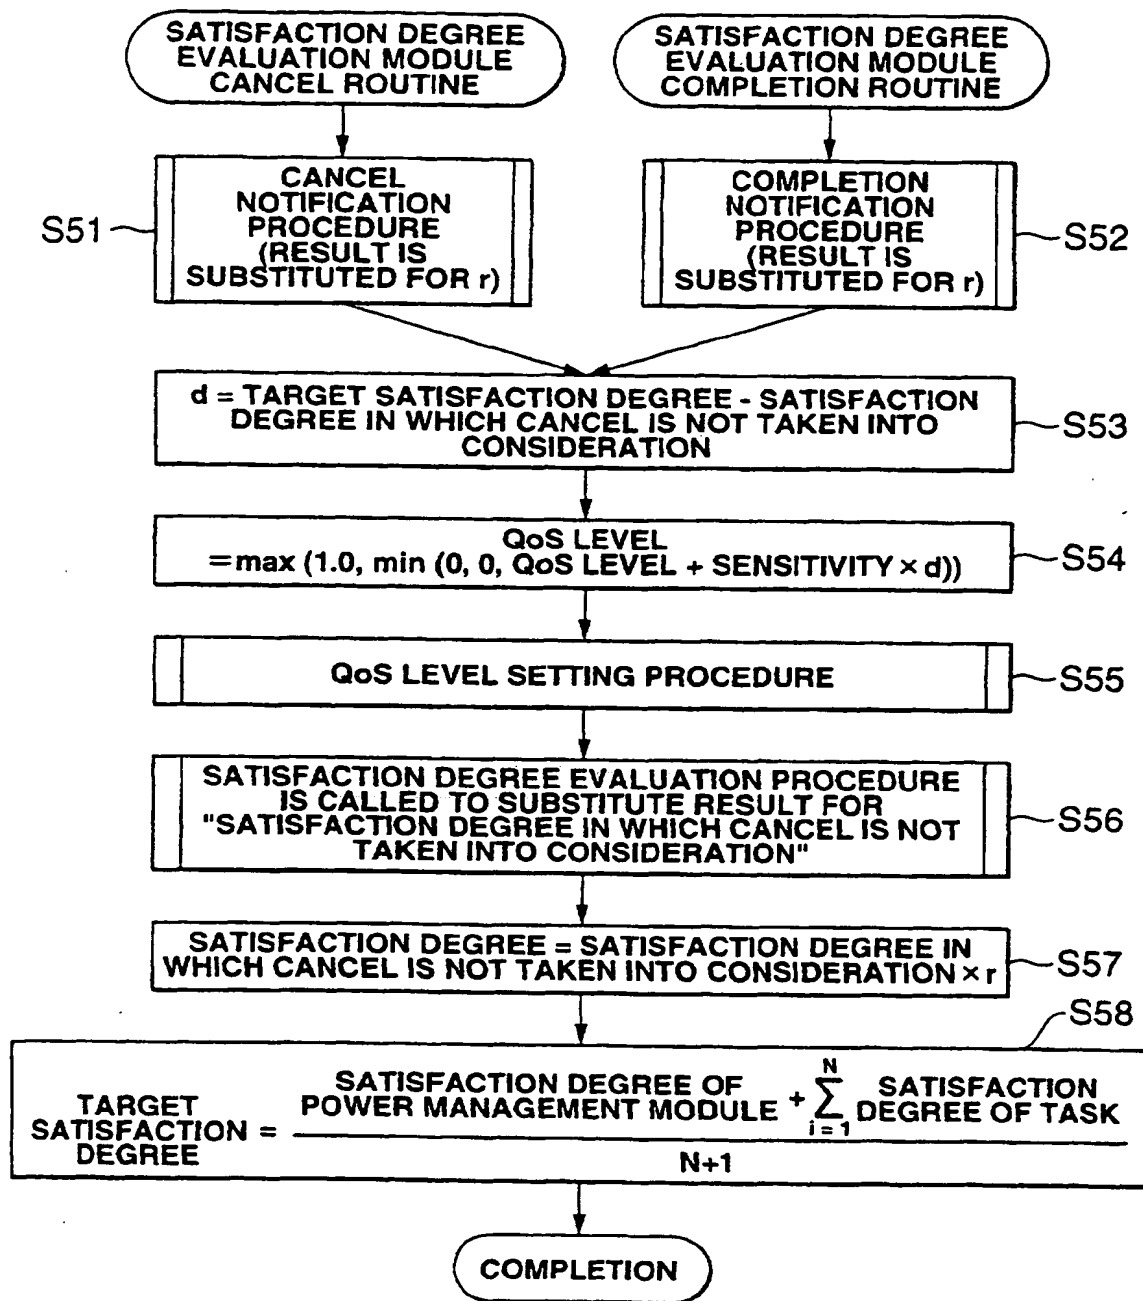 SATISFACTION DEGREE
EVALUATION MODULE
CANCEL ROUTINE
SATISFACTION DEGREE
EVALUATION MODULE
COMPLETION ROUTINE
S51
CANCEL
NOTIFICATION
PROCEDURE
(RESULT IS
SUBSTITUTED FOR r)
COMPLETION
NOTIFICATION
PROCEDURE
(RESULT IS
SUBSTITUTED FOR r)
S52
d = TARGET SATISFACTION DEGREE - SATISFACTION
DEGREE IN WHICH CANCEL IS NOT TAKEN INTO
CONSIDERATION
S53
QoS LEVEL
=max (1.0, min (0, 0, QoS LEVEL + SENSITIVITY × d))
S54
QoS LEVEL SETTING PROCEDURE
S55
SATISFACTION DEGREE EVALUATION PROCEDURE
IS CALLED TO SUBSTITUTE RESULT FOR
"SATISFACTION DEGREE IN WHICH CANCEL IS NOT
TAKEN INTO CONSIDERATION"
S56
SATISFACTION DEGREE = SATISFACTION DEGREE IN
WHICH CANCEL IS NOT TAKEN INTO CONSIDERATION × r
S57
S58
TARGET
SATISFACTION =
DEGREE
SATISFACTION DEGREE OF
POWER MANAGEMENT MODULE
+
N
∑
i = 1
SATISFACTION
DEGREE OF TASK
N+1
COMPLETION